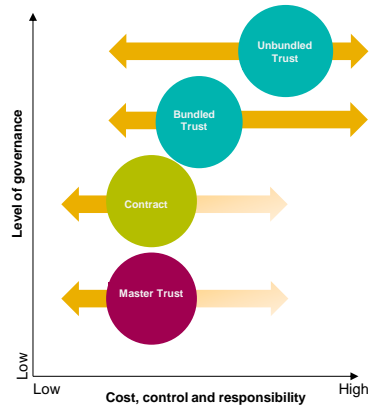 Unbundled
Trust
Bundled
Trust
Contract
Master Trust
Level of governance
Low
Low
High
Cost, control and responsibility